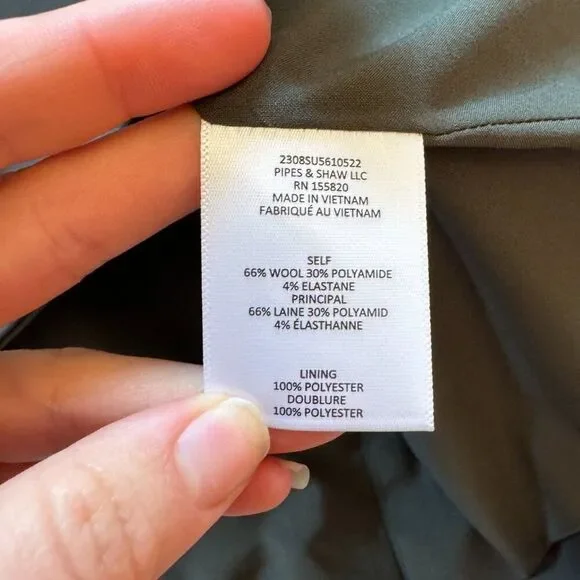 2308SU5610522
PIPES & SHAW LLC
RN 155820
MADE IN VIETNAM
FABRIQUÉ AU VIETNAM
SELF
66% WOOL 30% POLYAMIDE
4% ELASTANE
PRINCIPAL
66% LAINE 30% POLYAMID
4% ÉLASTHANNE
LINING
100% POLYESTER
DOUBLURE
100% POLYESTER